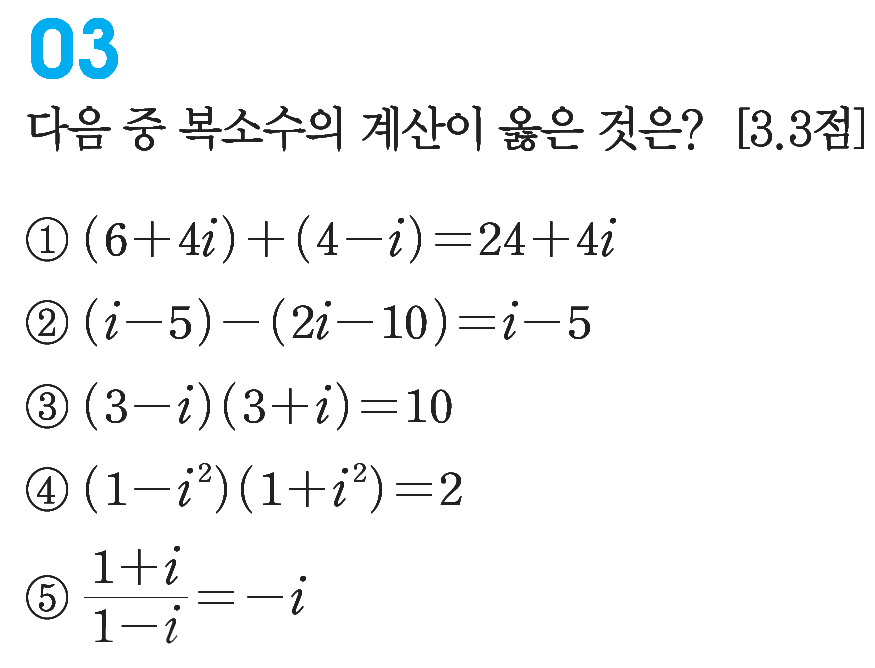 03
다음 중 복소수의 계산이 옳은 것은? [3.3점]
① (6+4i)+(4-i)=24+4i
② (i-5)-(2i-10)=i-5
③ (3-i)(3+i)=10
④ (1-i²)(1+i²)=2
⑤ \frac{1+i}{1-i}=-i